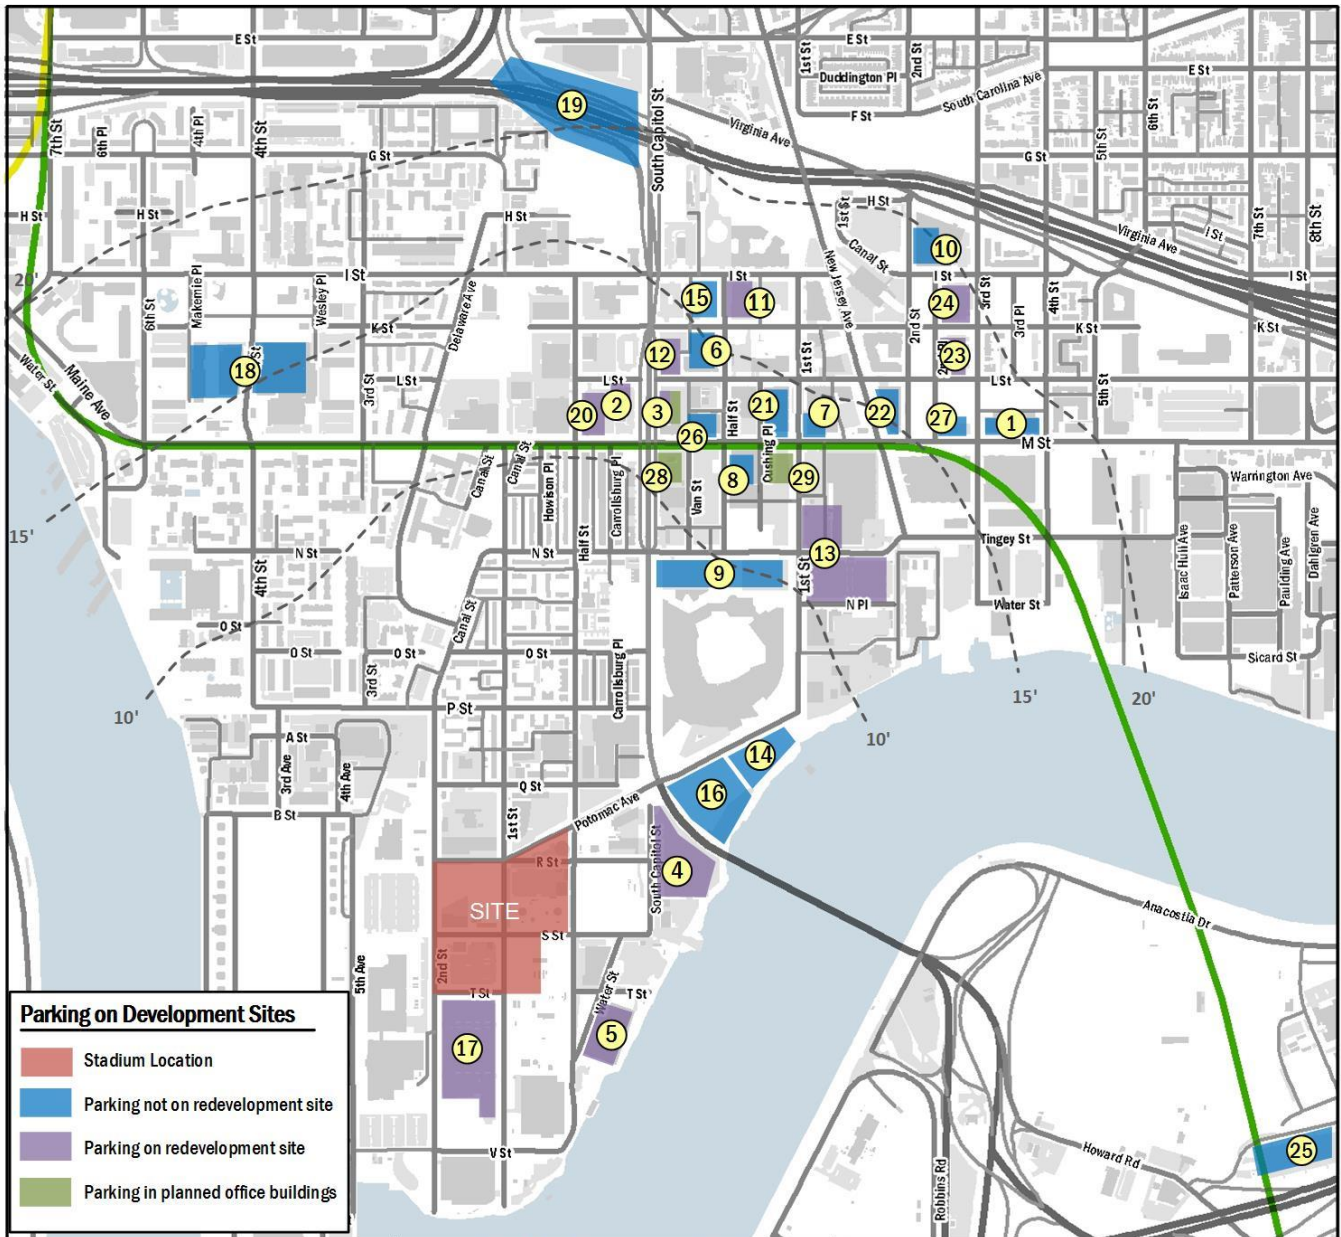 E St
E St
2nd St
1st St
Duddington Pl
E St
South Carolina Ave
19
F St
6th St
5th St
Virginia Ave
South Capitol St
7th St
6th Pl
4th Pl
4th St
G St
G St
H St
H St
H St
1st St
H St
Canal St
10
Virginia Ave
I St
7th St
8th St
20'
I St
I St
I St
I St
6th St
Makemie Pl
Wesley Pl
Delaware Ave
15
11
New Jersey Ave
24
2nd St
3rd St
3rd Pl
4th St
K St
K St
K St
12
6
1st St
23
Water St
Maine Ave
18
3rd St
L St
L St
L St
5th St
20
2
3
Half St
21
Cushing Pl
7
22
27
1
26
M St
Canal St
Canal St
Howison Pl
Half St
Carrollsburg Pl
28
Van St
8
29
Warrington Ave
15'
Isaac Hull Ave
Patterson Ave
Paulding Ave
Dahlgren Ave
N St
N St
13
Tingey St
4th St
9
1st St
N Pl
Water St
O St
Canal St
O St
O St
O St
Sicard St
3rd St
Carrollsburg Pl
10'
P St
15'
20'
10'
A St
3rd Ave
4th Ave
14
Q St
16
B St
1st St
Potomac Ave
R St
South Capitol St
4
SITE
Anacostia Dr
S St
5th Ave
2nd St
T St
Water St
T St
17
5
V St
Howard Rd
Robbins Rd
25
Parking on Development Sites
Stadium Location
Parking not on redevelopment site
Parking on redevelopment site
Parking in planned office buildings